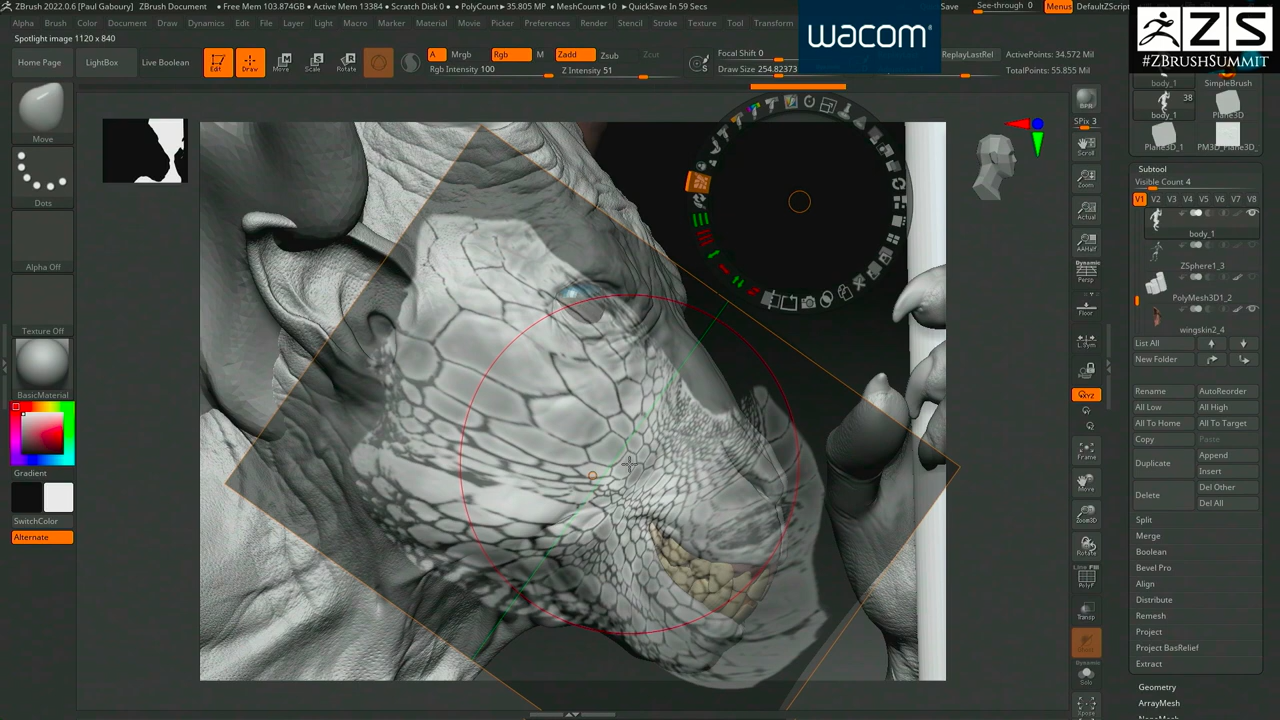 ZBrush 2022.0.6 [Paul Gaboury]
ZBrush Document
● Free Mem 103.874GB ● Active Mem 13384 ● Scratch Disk 0 ● PolyCount►35.805 MP ● MeshCount►10 ►QuickSave In 59 Secs
Save
See-through 0
Menus
DefaultZScript
Alpha Brush Color Document Draw Dynamics Edit File Layer Light Macro Marker Material Movie Picker Preferences Render Stencil Stroke Texture Tool Transform
Spotlight image 1120 x 840
wacom
ZS
#ZBRUSHSUMMIT
Home Page
LightBox
Live Boolean
Edit
Draw
Move
Scale
Rotate
A
Mrgb
Rgb
M
Rgb Intensity 100
Zadd
Zsub
Zcut
Z Intensity 51
Focal Shift 0
Draw Size 254.82373
ReplayLastRel
ActivePoints: 34.572 Mil
TotalPoints: 55.855 Mil
Move
Dots
Alpha Off
Texture Off
BasicMaterial
Gradient
SwitchColor
Alternate
BPR
SPix 3
Scroll
Zoom
Actual
AAHalf
Dynamic
Persp
Floor
L.Sym
XYZ
Frame
Move
Zoom3D
Rotate
Line Fill
PolyF
Transp
Ghost
Dynamic
Solo
Xpose
body_1
SimpleBrush
38
body_1
Plane3D
Plane3D_1
PM3D_Plane3D_
Subtool
Visible Count 4
V1 V2 V3 V4 V5 V6 V7 V8
body_1
ZSphere1_3
PolyMesh3D1_2
wingskin2_4
List All
New Folder
Rename
AutoReorder
All Low
All High
All To Home
All To Target
Copy
Paste
Duplicate
Append
Insert
Delete
Del Other
Del All
Split
Merge
Boolean
Bevel Pro
Align
Distribute
Remesh
Project
Project BasRelief
Extract
Geometry
ArrayMesh